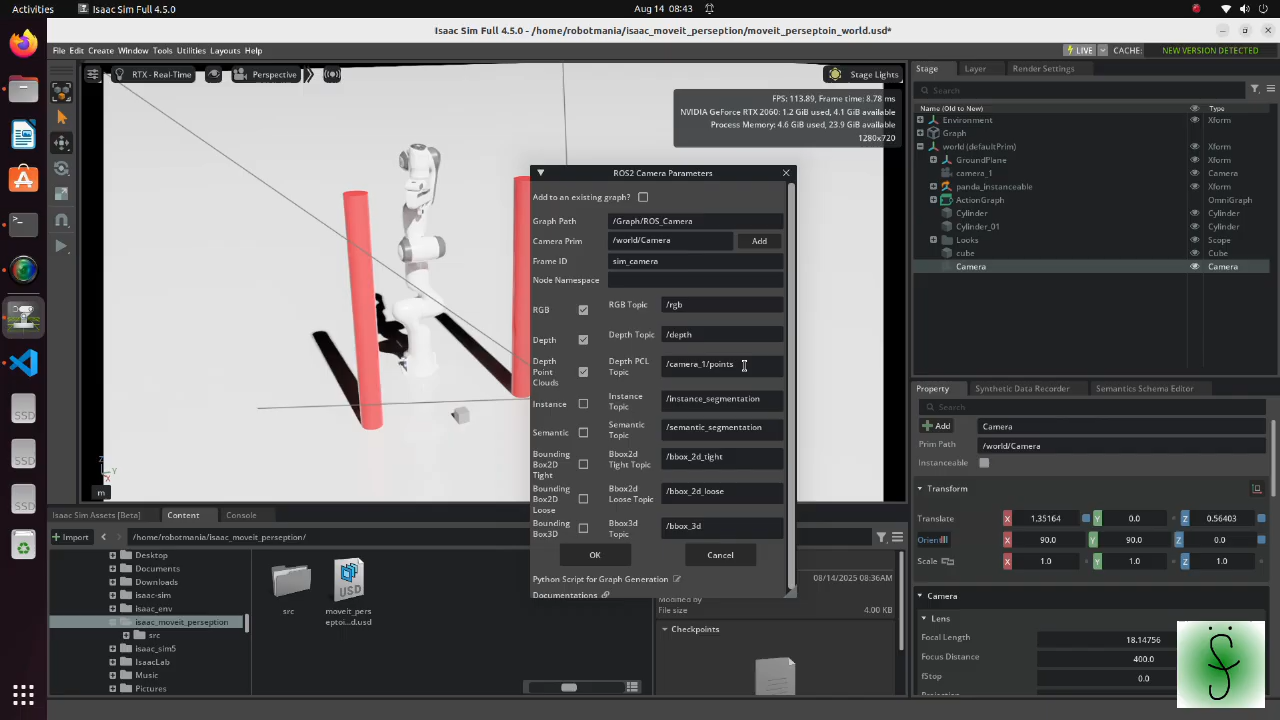 Activities
Isaac Sim Full 4.5.0
Aug 14 08:43
Isaac Sim Full 4.5.0 - /home/robotmania/isaac_moveit_perseption/moveit_perseptoin_world.usd*
File Edit Create Window Tools Utilities Layouts Help
LIVE
CACHE:
NEW VERSION DETECTED
RTX - Real-Time
Perspective
Stage Lights
FPS: 113.89, Frame time: 8.78 ms
NVIDIA GeForce RTX 2060: 1.2 GiB used, 4.1 GiB available
Process Memory: 4.6 GiB used, 23.9 GiB available
1280x720
Stage
Layer
Render Settings
Search
Name (Old to New)
Type
Environment
Xform
Graph
world (defaultPrim)
Xform
GroundPlane
Xform
camera_1
Camera
panda_instanceable
Xform
ActionGraph
OmniGraph
Cylinder
Cylinder
Cylinder_01
Cylinder
Looks
Scope
cube
Cube
Camera
Camera
ROS2 Camera Parameters
Add to an existing graph?
Graph Path
/Graph/ROS_Camera
Camera Prim
/world/Camera
Add
Frame ID
sim_camera
Node Namespace
RGB
RGB Topic
/rgb
Depth
Depth Topic
/depth
Depth
Point
Clouds
Depth PCL
Topic
/camera_1/points
Instance
Instance
Topic
/instance_segmentation
Semantic
Semantic
Topic
/semantic_segmentation
Bounding
Box2D
Tight
Bbox2d
Tight Topic
/bbox_2d_tight
Bounding
Box2D
Loose
Bbox2d
Loose Topic
/bbox_2d_loose
Bounding
Box3D
Bbox3d
Topic
/bbox_3d
OK
Cancel
Python Script for Graph Generation
Documentations
Z
Y
X
m
Property
Synthetic Data Recorder
Semantics Schema Editor
Search
Add
Camera
Prim Path
/world/Camera
Instanceable
Transform
Translate
X
1.35164
Y
0.0
Z
0.56403
Orient
X
90.0
Y
90.0
Z
0.0
Scale
X
1.0
Y
1.0
Z
1.0
Camera
Lens
Focal Length
18.14756
Focus Distance
400.0
fStop
0.0
Isaac Sim Assets [Beta]
Content
Console
Import
/home/robotmania/isaac_moveit_perseption/
Desktop
Documents
Downloads
isaac-sim
isaac_env
isaac_moveit_perseption
src
isaac_sim5
IsaacLab
Music
Pictures
src
USD
moveit_pers
eptoi...d.usd
08/14/2025 08:36AM
Modified by
File size
4.00 KB
Checkpoints
SSD
SSD
SSD